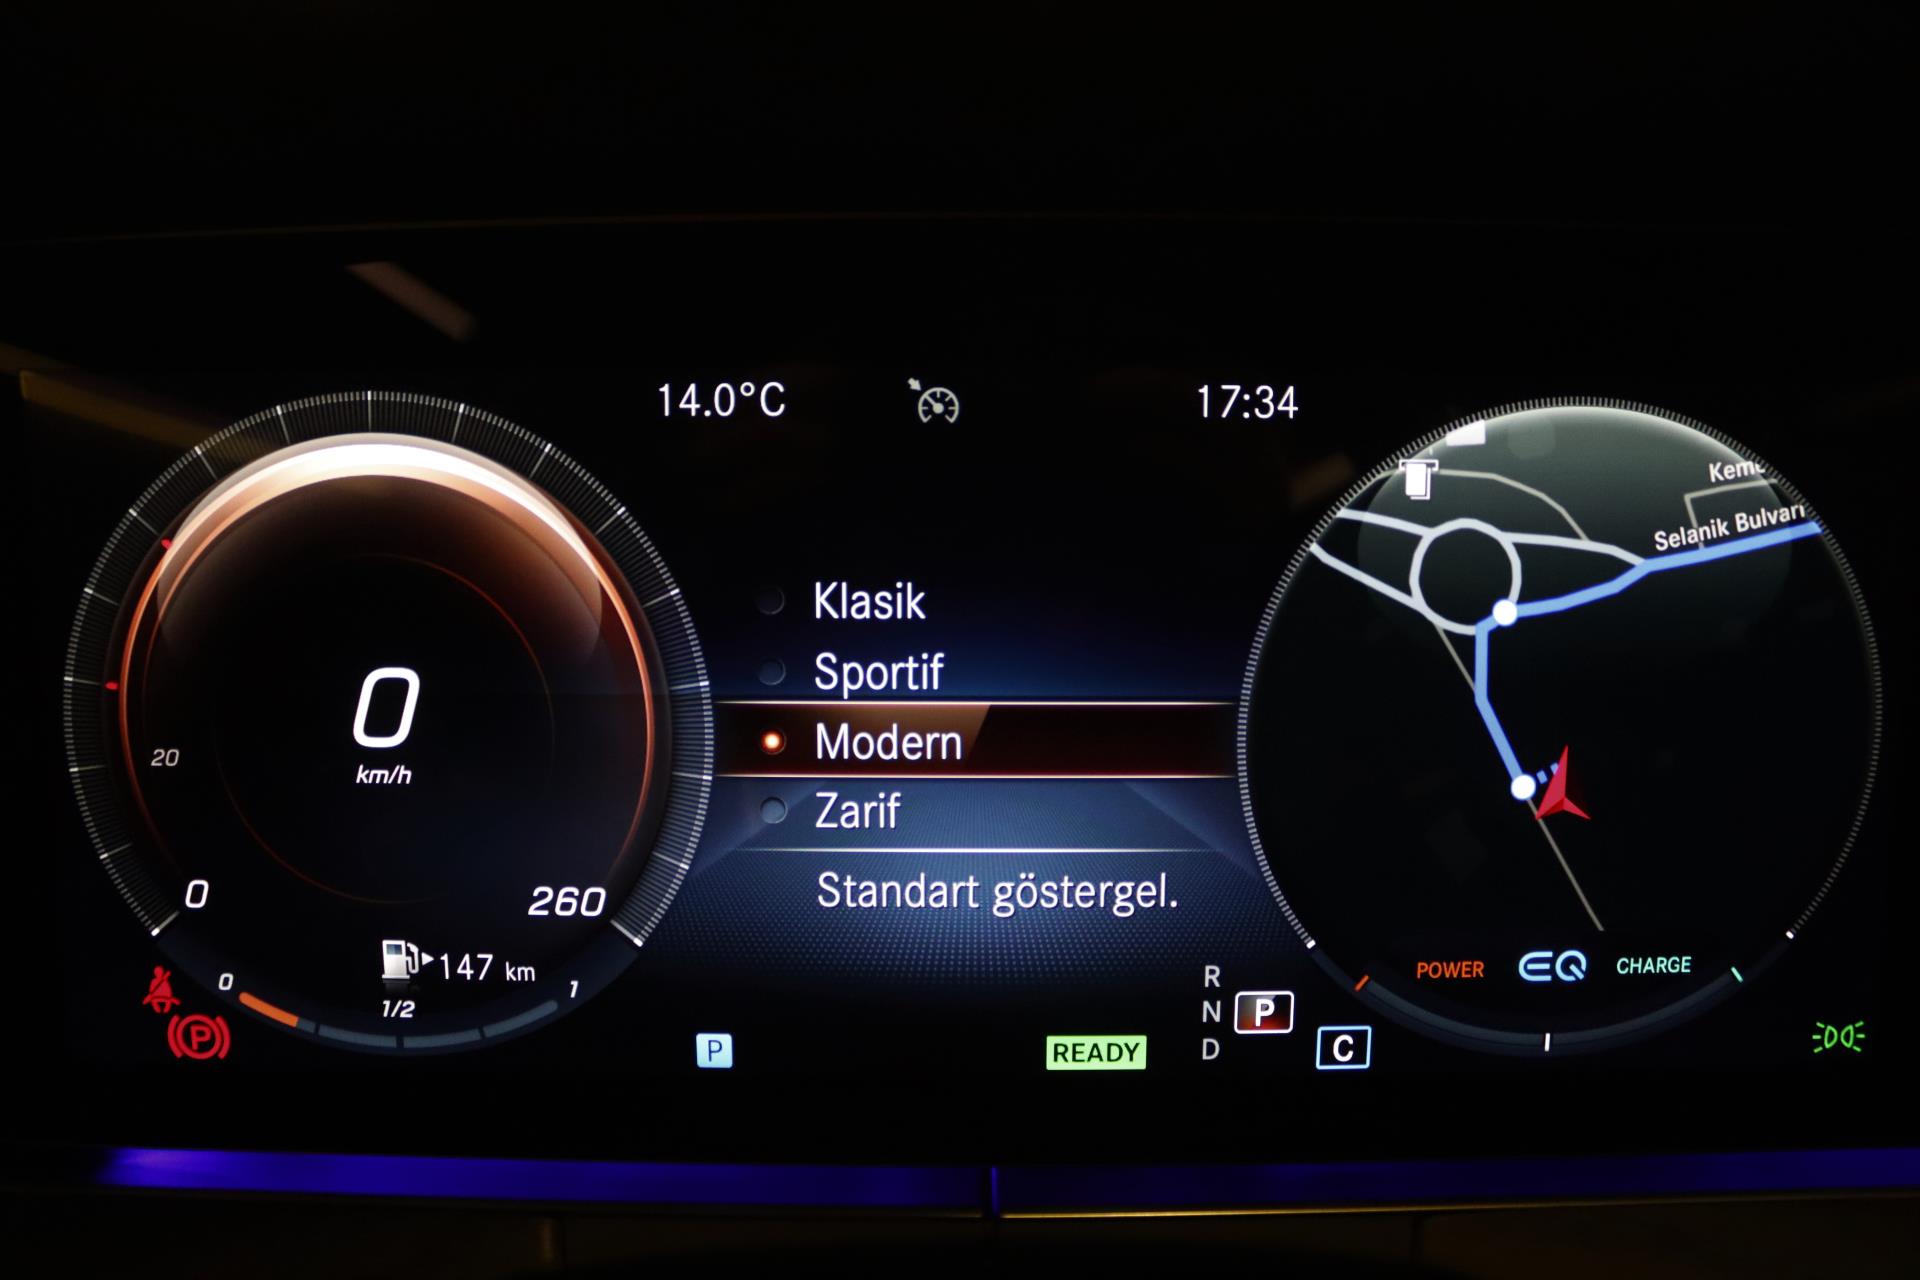 14.0°C
17:34
Selanik Bulvarı
20
0
km/h
0
260
Klasik
Sportif
Modern
Zarif
Standart göstergel.
147 km
0
1/2
1
P
P
READY
R
N
D
P
C
POWER
EQ
CHARGE